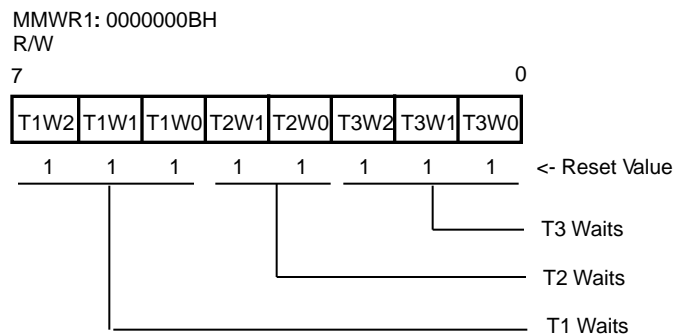 MMWR1: 0000000BH
R/W
7 0
T1W2 T1W1 T1W0 T2W1 T2W0 T3W2 T3W1 T3W0
1 1 1 1 1 1 1 1 <- Reset Value
T3 Waits
T2 Waits
T1 Waits